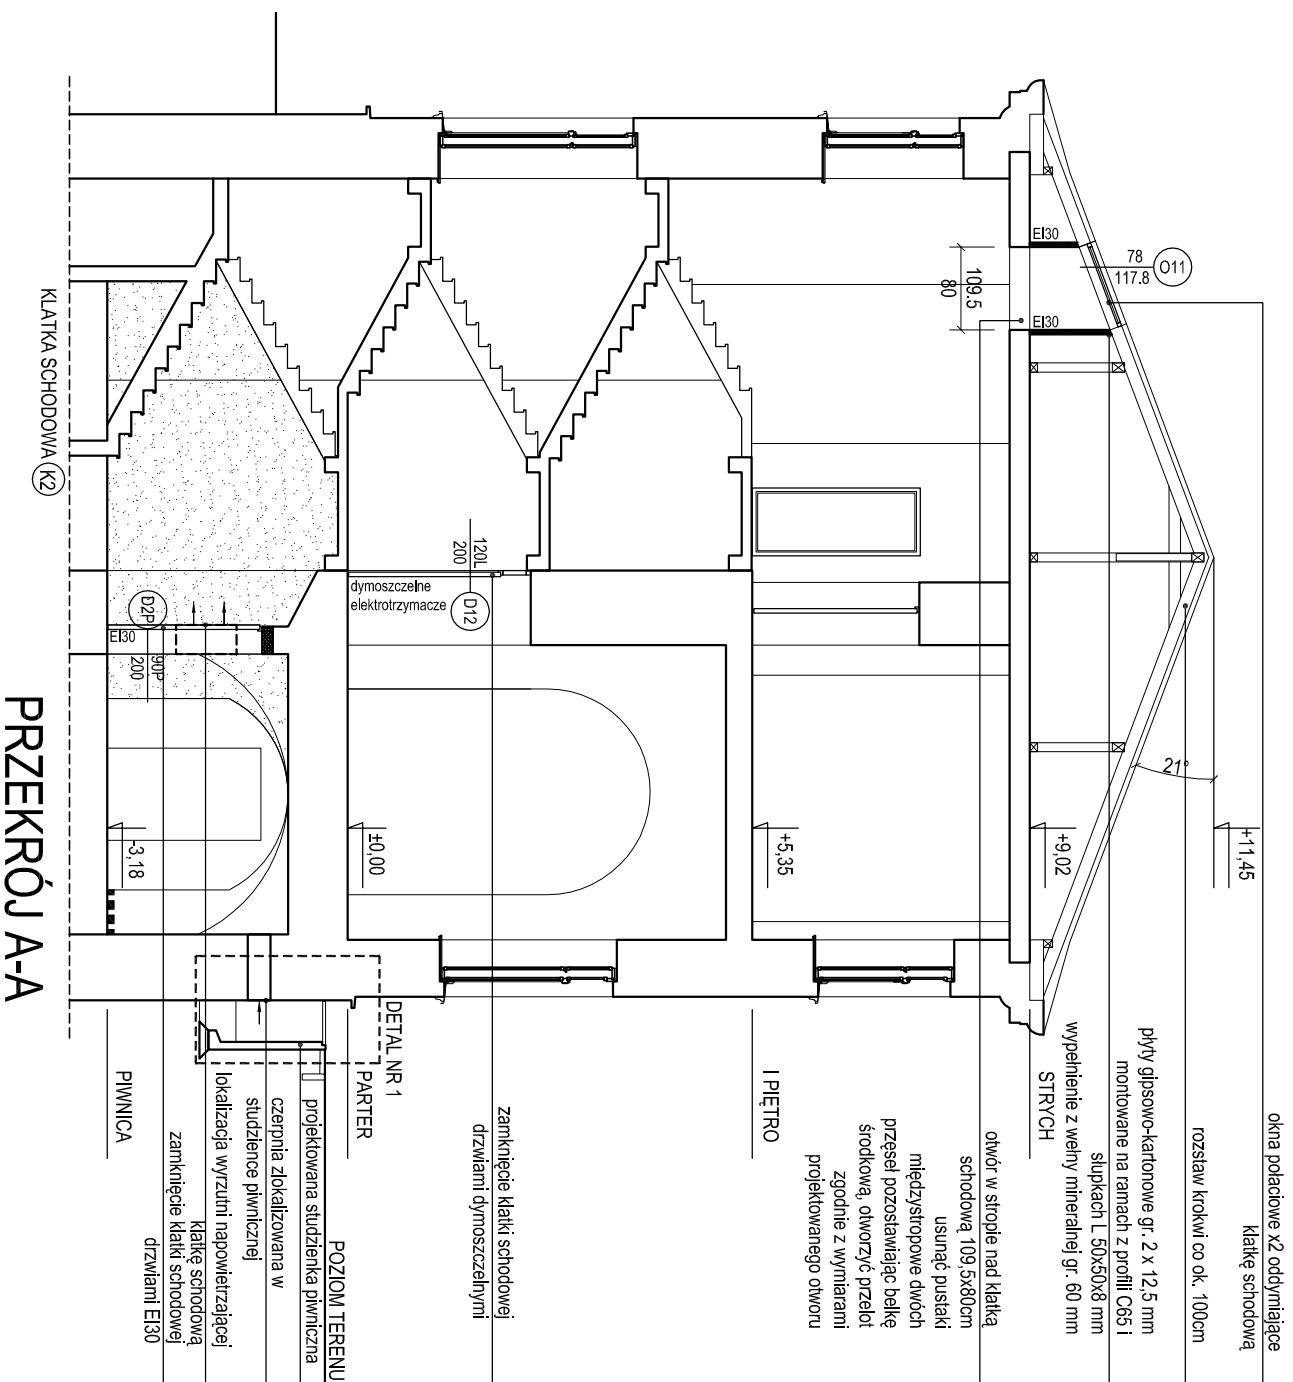 okna połaciowe x2 oddymiające
klatkę schodową
rozstaw krokwi co ok. 100cm
płyty gipsowo-kartonowe gr. 2 x 12,5 mm
montowane na ramach z profili C65 i
słupkach L 50x50x8 mm
wypełnienie z wełny mineralnej gr. 60 mm
STRYCH
otwór w stropie nad klatką
schodową 109,5x80cm
usunąć pustaki
międzystropowe dwóch
przęseł pozostawiając belkę
środkową, otworzyć przelot
zgodnie z wymiarami
projektowanego otworu
I PIĘTRO
zamknięcie klatki schodowej
drzwiami dymoszczelnymi
DETAL NR 1
PARTER
POZIOM TERENU
projektowana studzienka piwniczna
czerpnia zlokalizowana w
studzience piwnicznej
lokalizacja wyrzutni napowietrzającej
klatkę schodową
zamknięcie klatki schodowej
drzwiami EI30
PIWNICA
+11,45
21°
+9,02
+5,35
±0,00
-3,18
O11
78
117.8
EI30
EI30
109.5
80
120L
200
D12
dymoszczelne
elektrotrzymacze
D2P
EI30
90P
200
KLATKA SCHODOWA K2
PRZEKRÓJ A-A